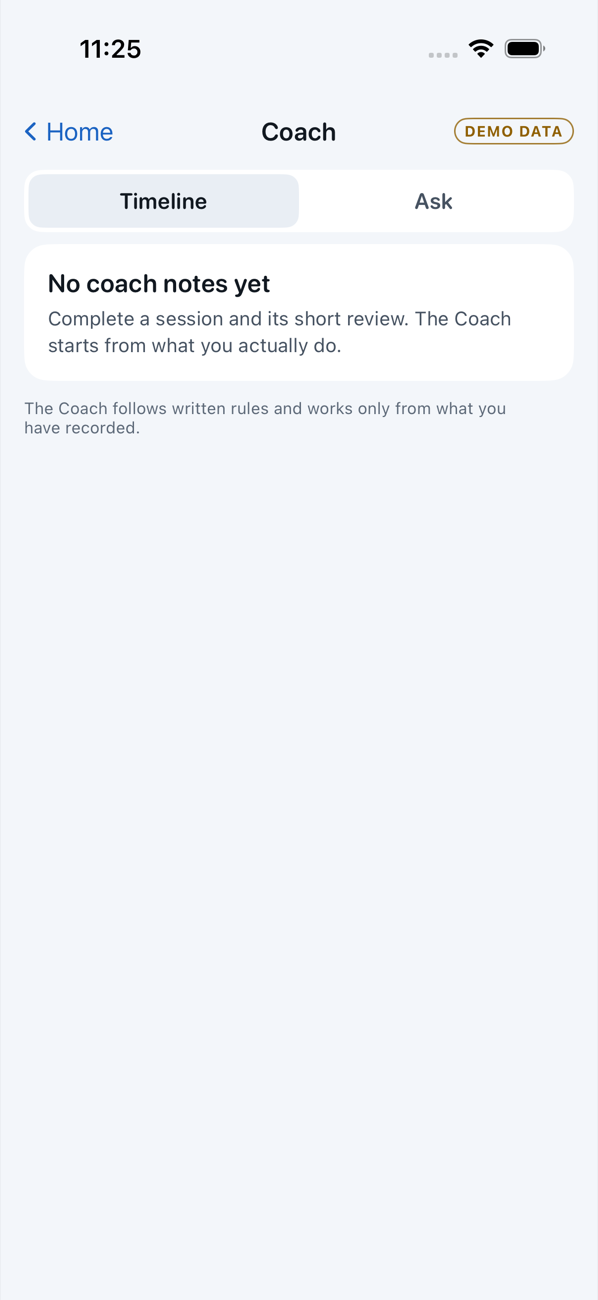 11:25
Home
Coach
DEMO DATA
Timeline
Ask
No coach notes yet
Complete a session and its short review. The Coach
starts from what you actually do.
The Coach follows written rules and works only from what you
have recorded.